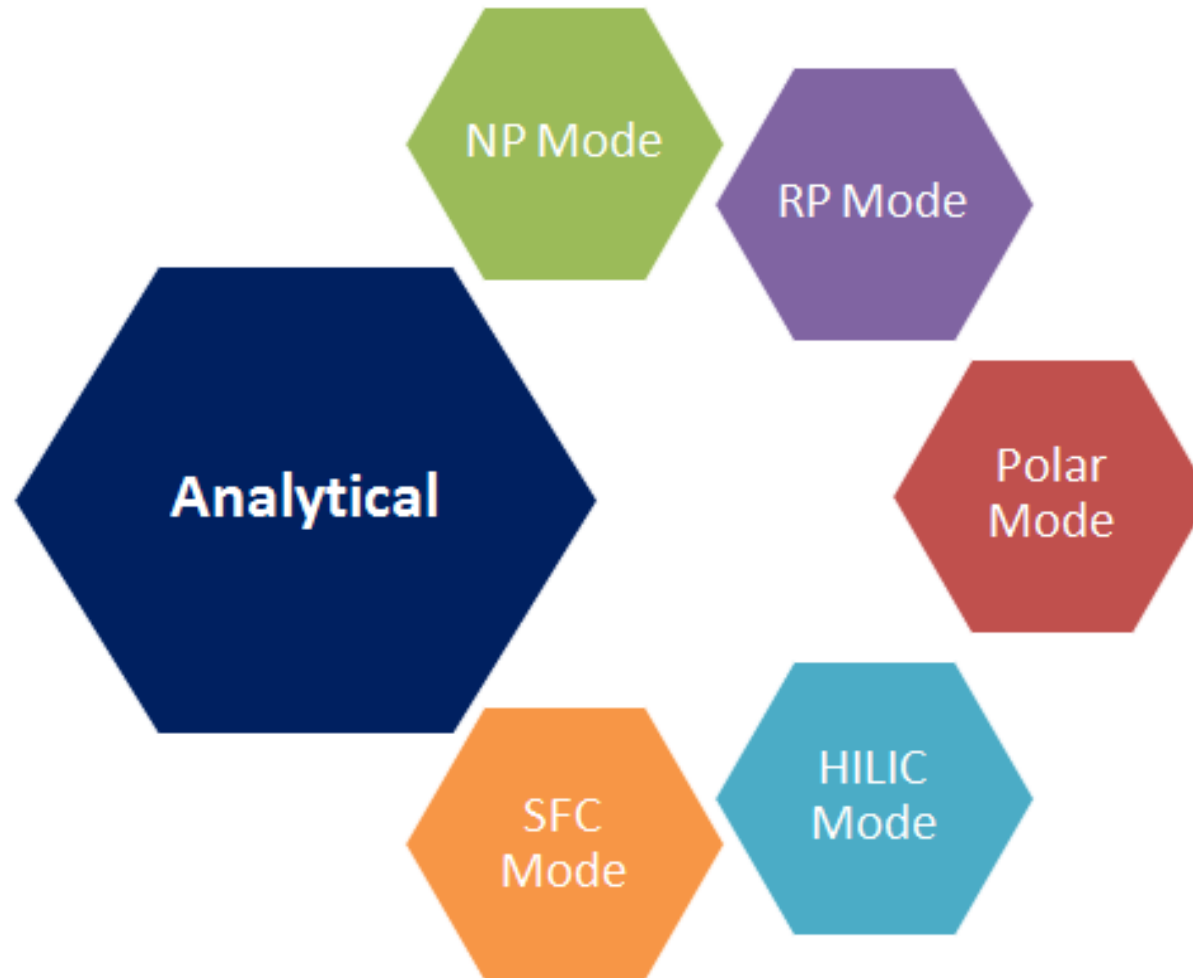 NP Mode
RP Mode
Analytical
Polar
Mode
HILIC
Mode
SFC
Mode